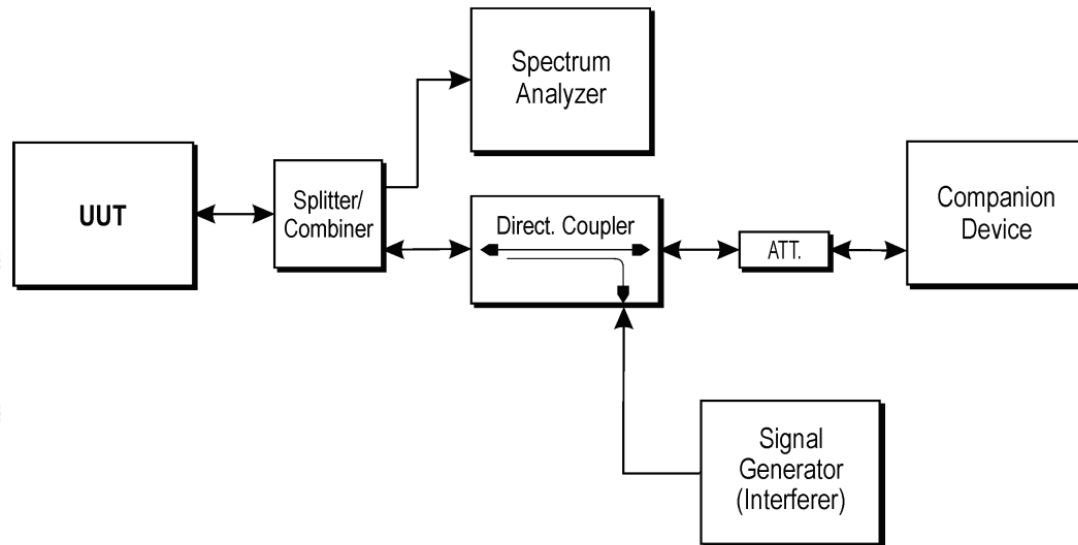 Spectrum
Analyzer
UUT
Splitter/
Combiner
Direct. Coupler
ATT.
Companion
Device
Signal
Generator
(Interferer)